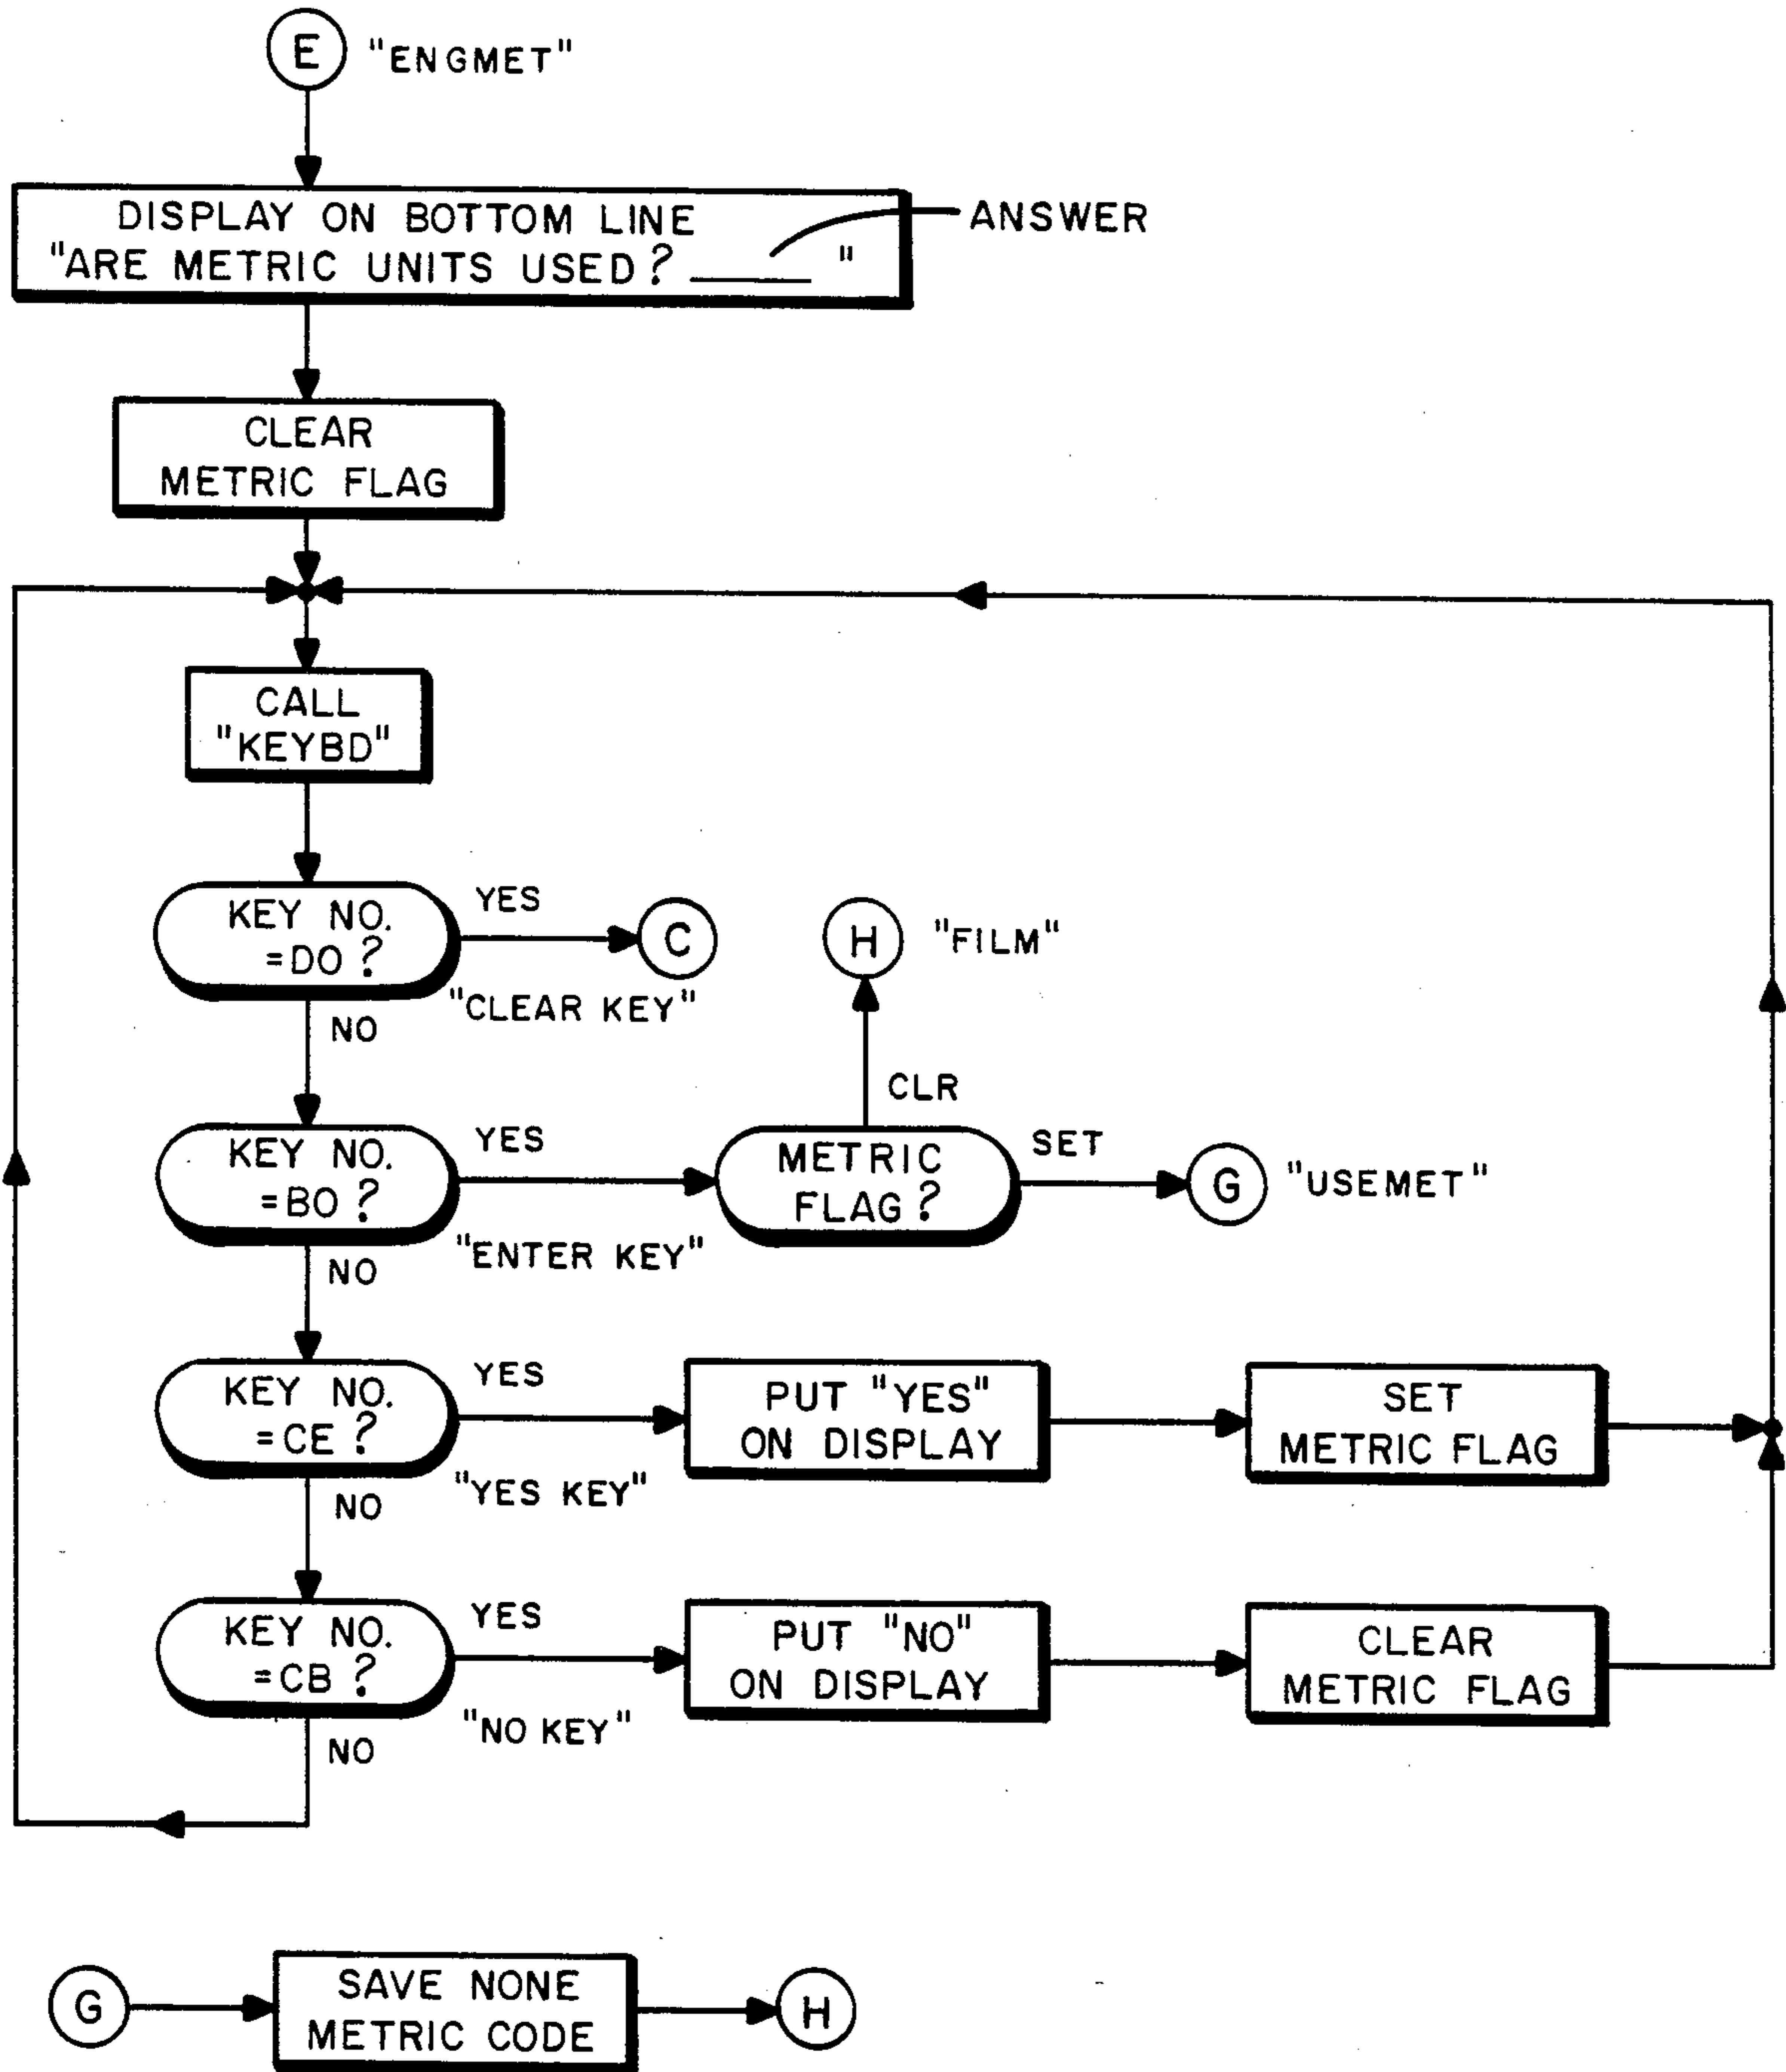 E "ENGMET"
DISPLAY ON BOTTOM LINE
"ARE METRIC UNITS USED? ______ "
ANSWER
CLEAR
METRIC FLAG
CALL
"KEYBD"
KEY NO.
=DO?
YES
C
"CLEAR KEY"
NO
H "FILM"
CLR
KEY NO.
=BO?
YES
"ENTER KEY"
NO
METRIC
FLAG?
SET
G "USEMET"
KEY NO.
=CE?
YES
"YES KEY"
NO
PUT "YES"
ON DISPLAY
SET
METRIC FLAG
KEY NO.
=CB?
YES
"NO KEY"
NO
PUT "NO"
ON DISPLAY
CLEAR
METRIC FLAG
G
SAVE NONE
METRIC CODE
H